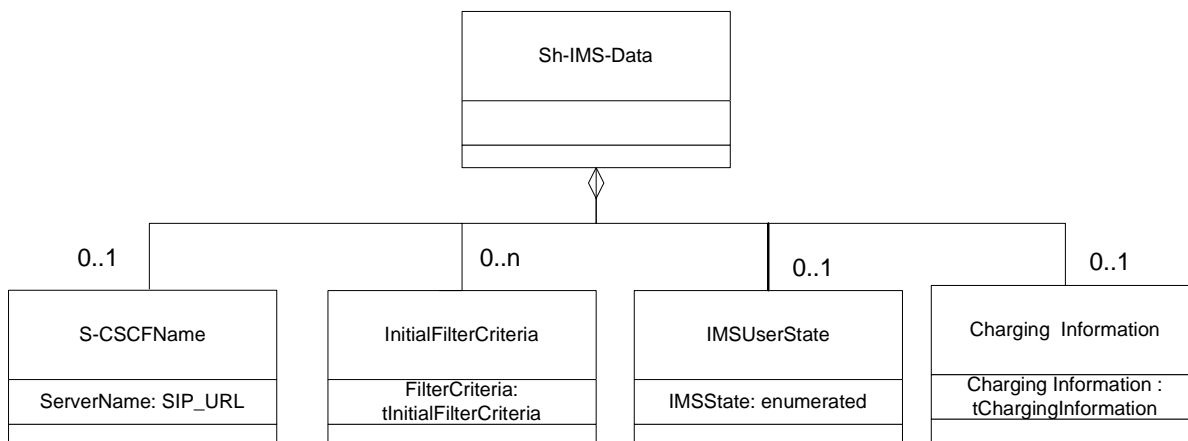 Sh-IMS-Data
0..1
0..n
0..1
0..1
S-CSCFName
InitialFilterCriteria
IMSUserState
Charging Information
ServerName: SIP_URL
FilterCriteria:
tInitialFilterCriteria
IMSState: enumerated
Charging Information :
tChargingInformation